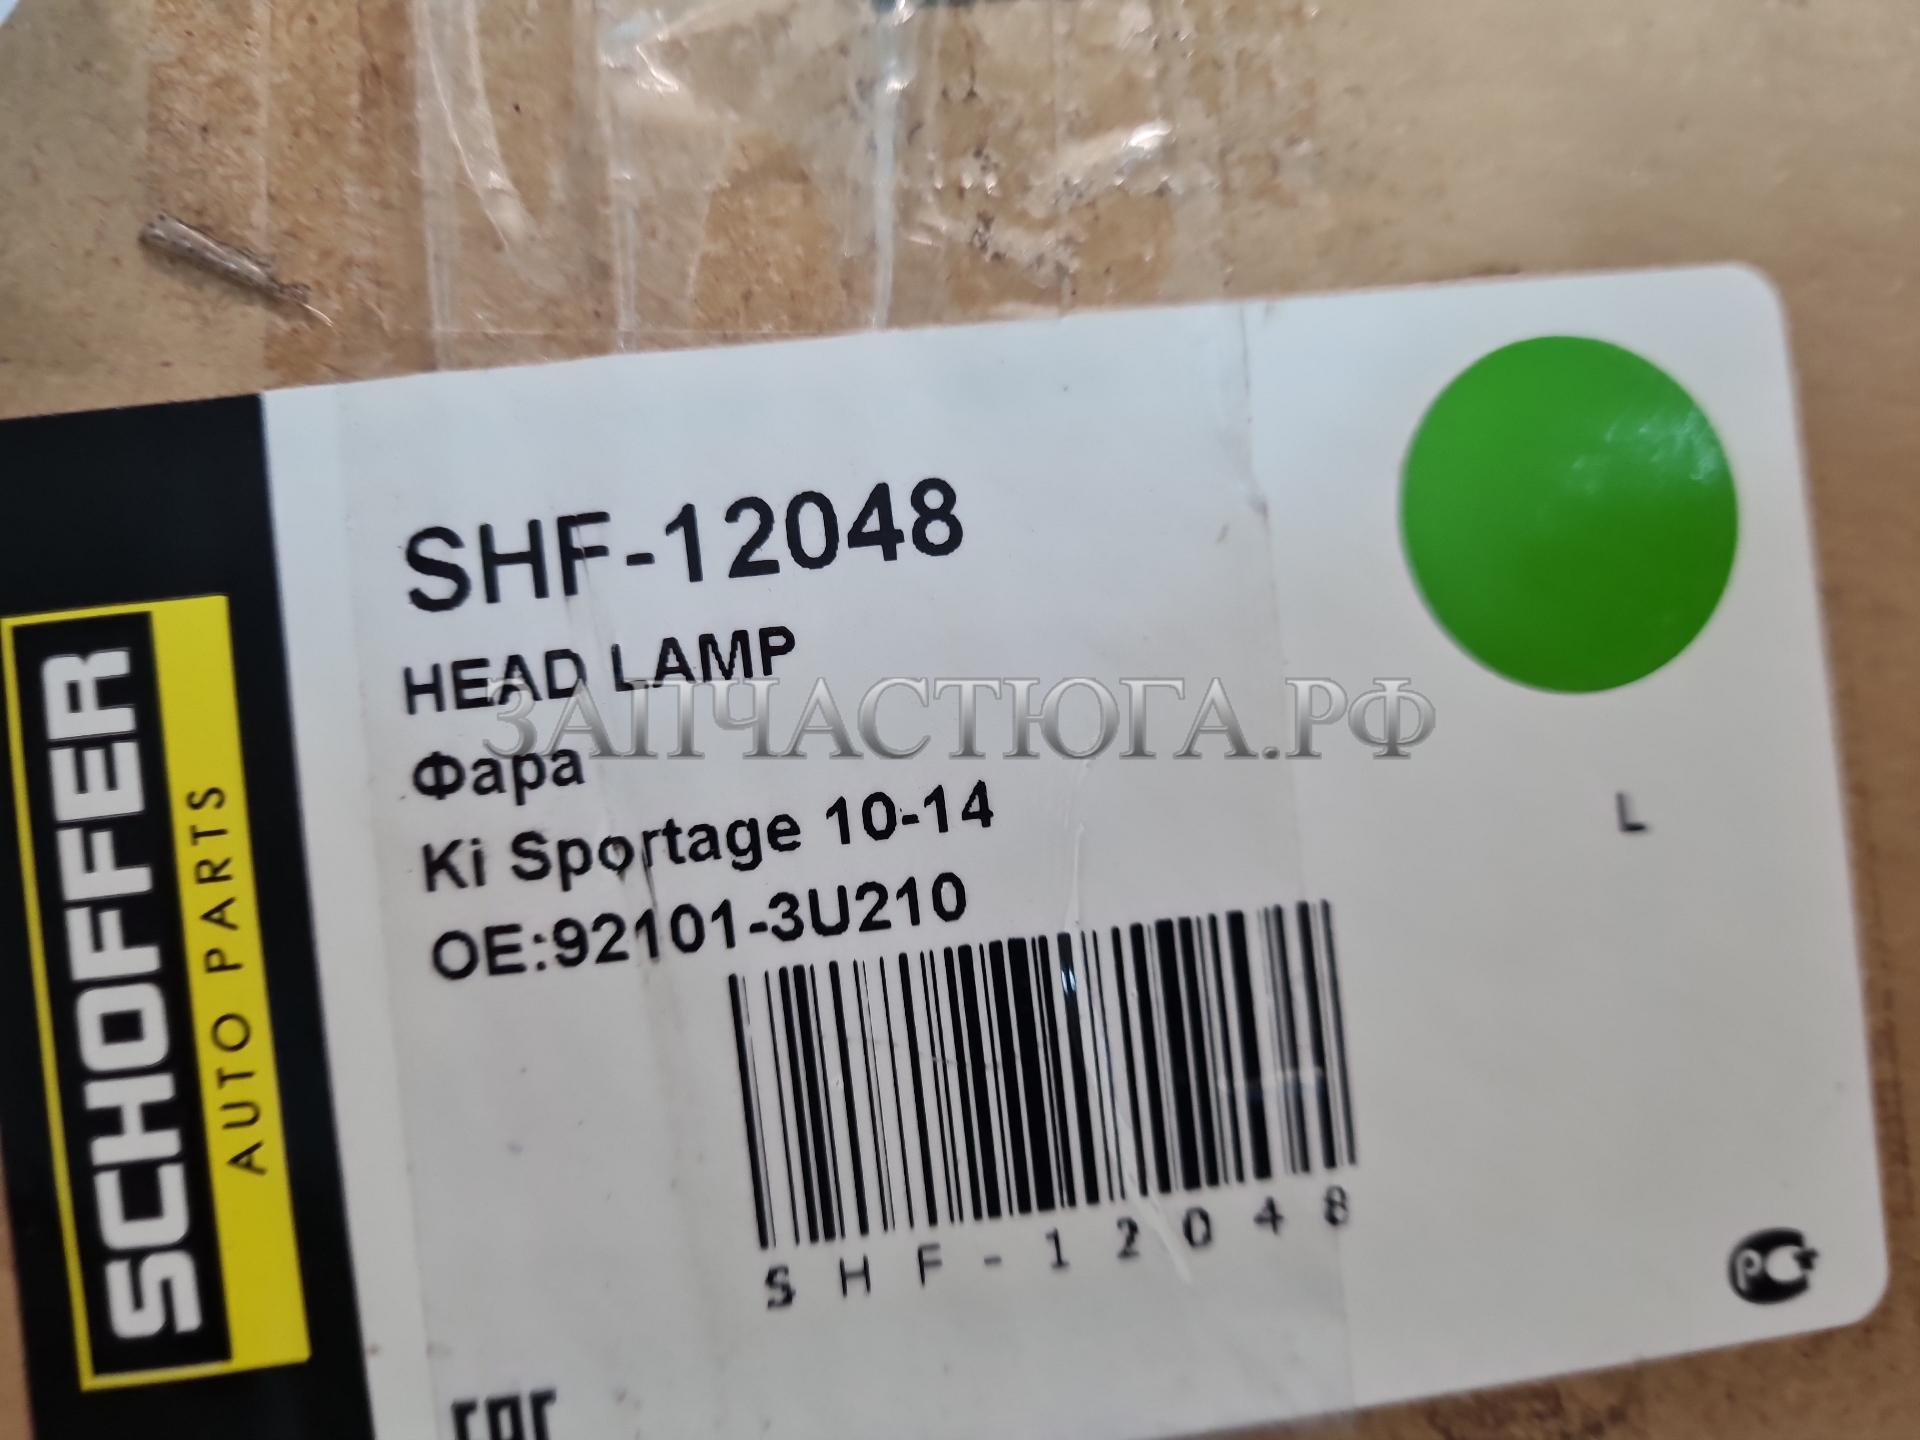 SCHOFFER
AUTO PARTS
SHF-12048
HEAD LAMP
ЗАПЧАСТЮГА.РФ
Фара
Ki Sportage 10-14
L
OE:92101-3U210
SHF-12048